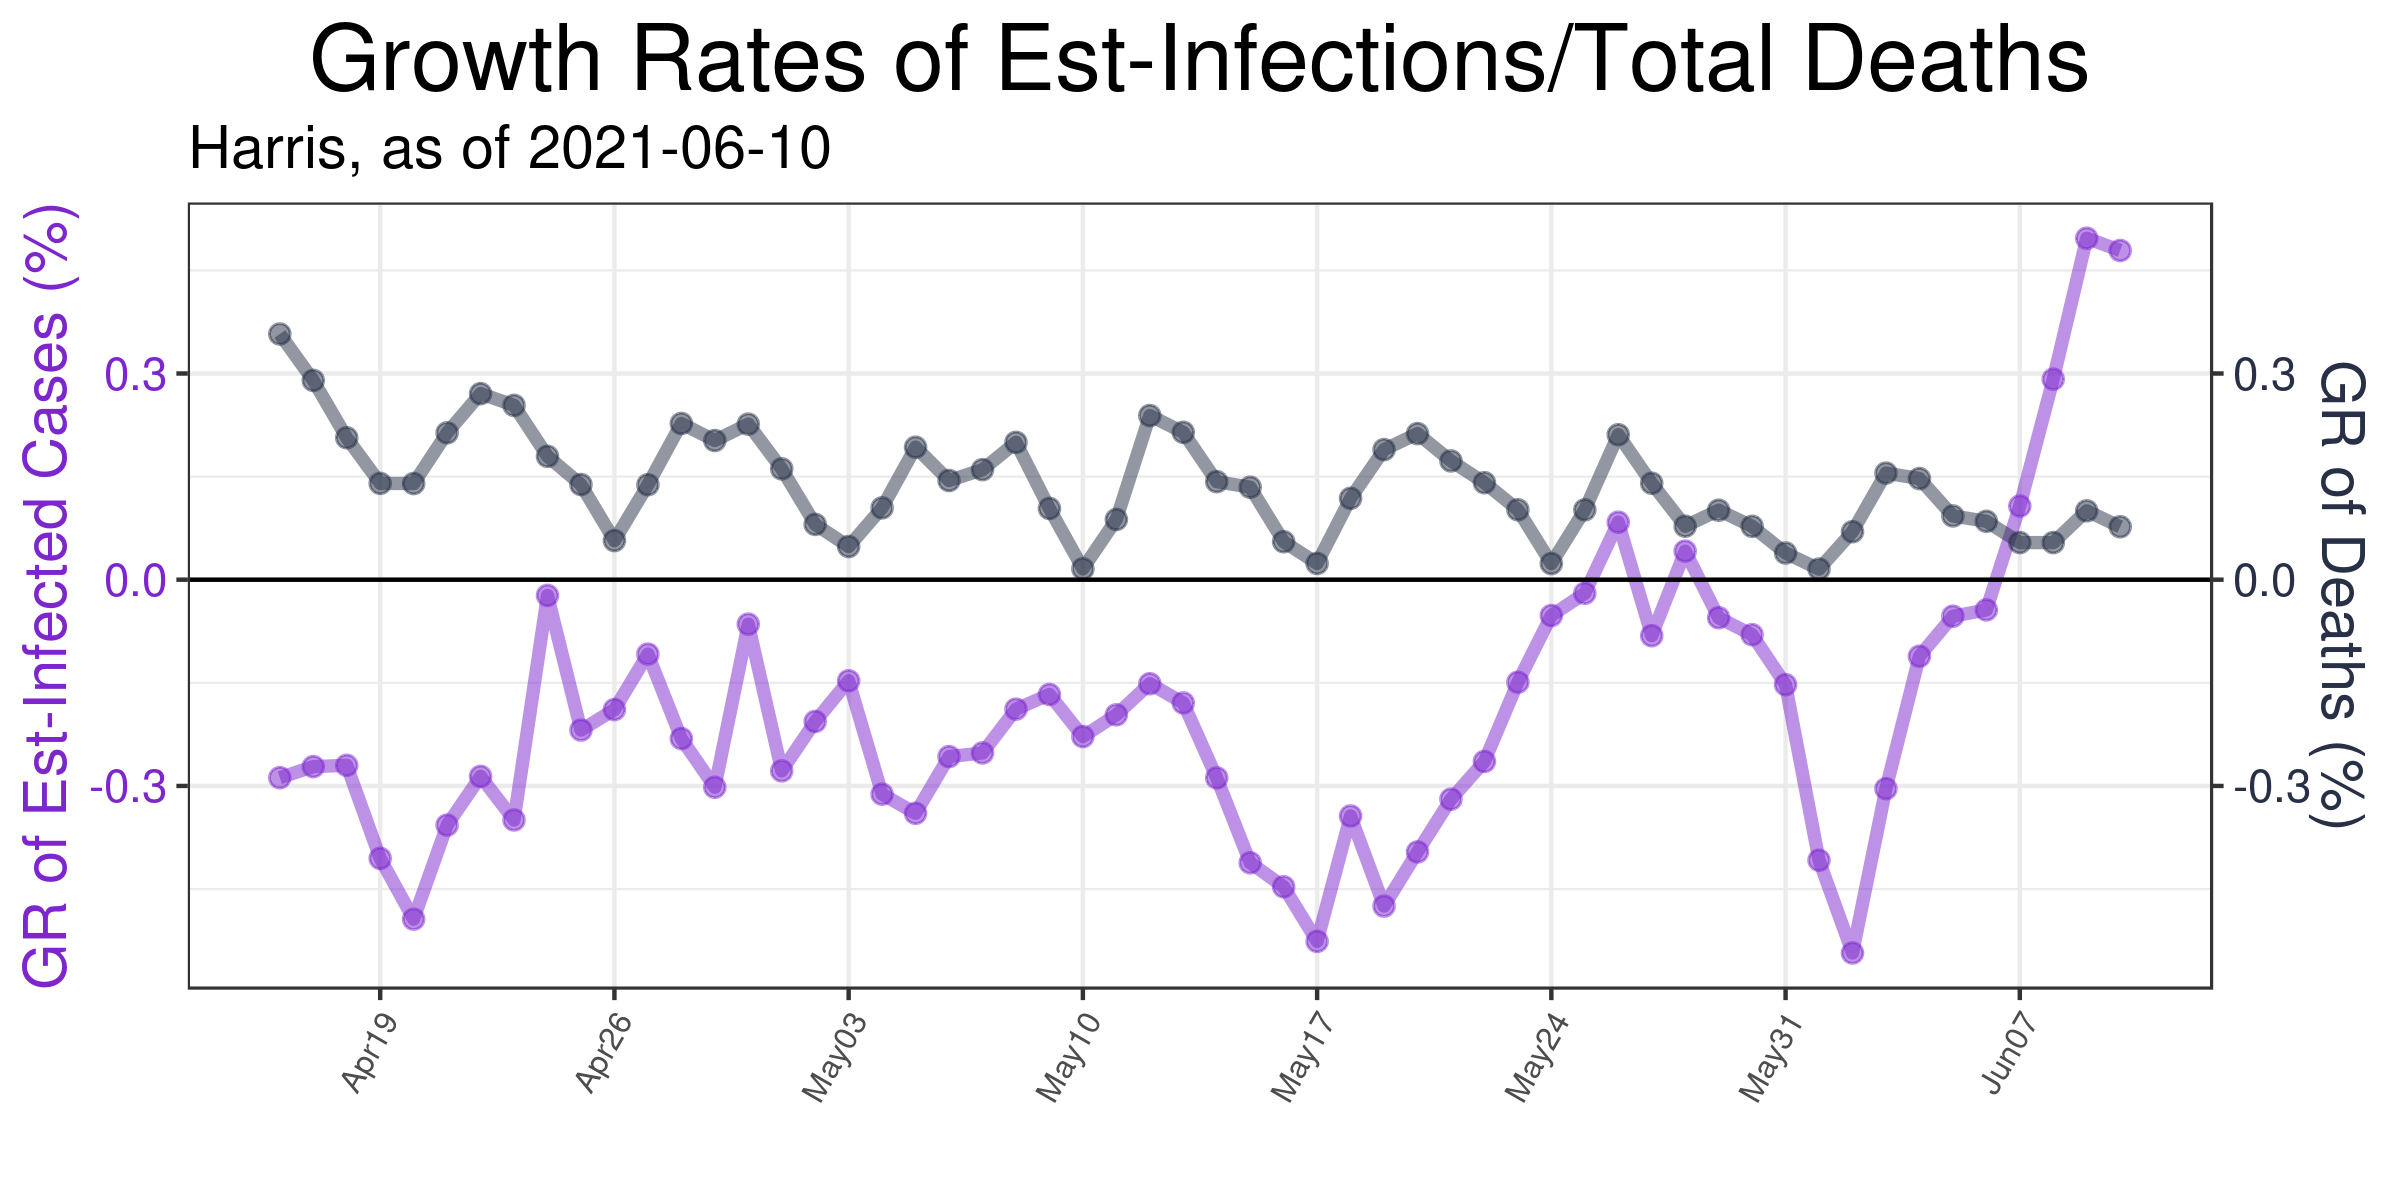 Growth Rates of Est-Infections/Total Deaths
Harris, as of 2021-06-10
GR of Est-Infected Cases (%)
0.3
0.0
-0.3
0.3
0.0
-0.3
GR of Deaths (%)
Apr19
Apr26
May03
May10
May17
May24
May31
Jun07